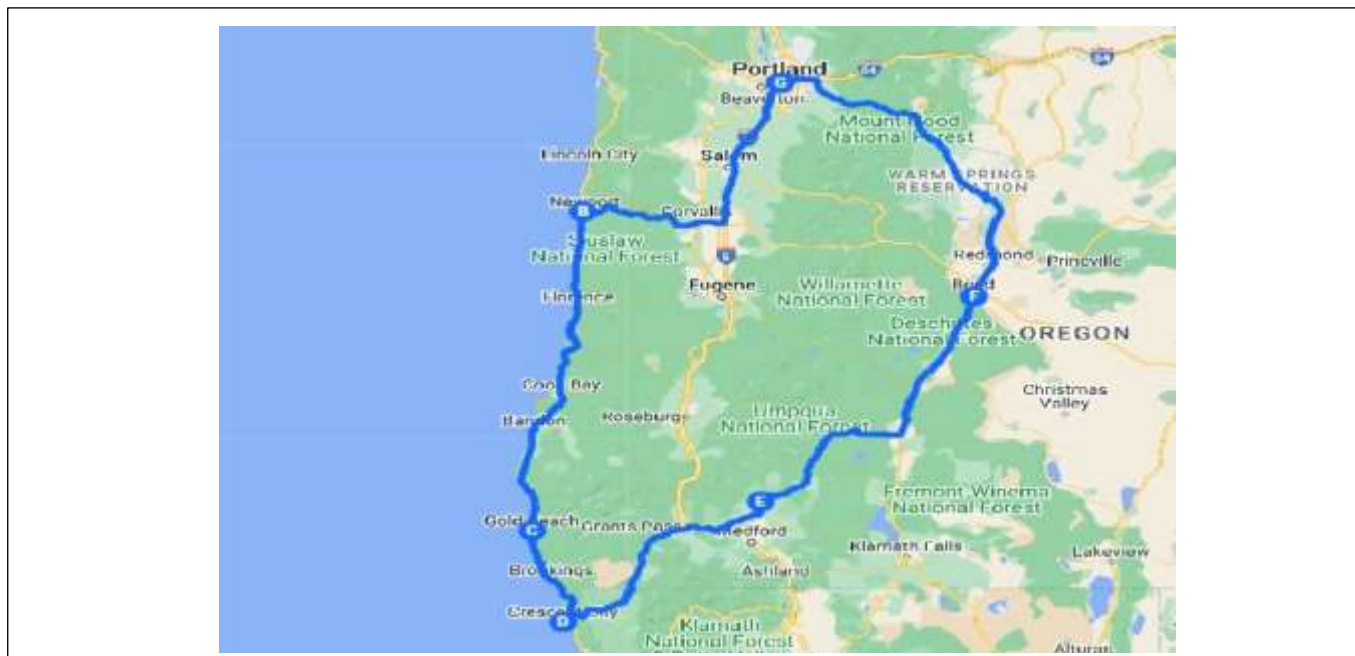 Portland
84
84
G
Beaverton
Mount Hood
National Forest
Lincoln City
Salem
WARM SPRINGS
RESERVATION
Newport
B
Corvallis
Siuslaw
National Forest
5
Redmond
Prineville
Eugene
Willamette
National Forest
Bend
F
Florence
Deschutes
National Forest
OREGON
Coos Bay
Christmas
Valley
Bandon
Roseburg
Umpqua
National Forest
E
Fremont Winema
National Forest
Gold Beach
C
Grants Pass
Medford
Klamath Falls
Lakeview
Brookings
Ashland
Crescent City
D
Klamath
National Forest
Alturas